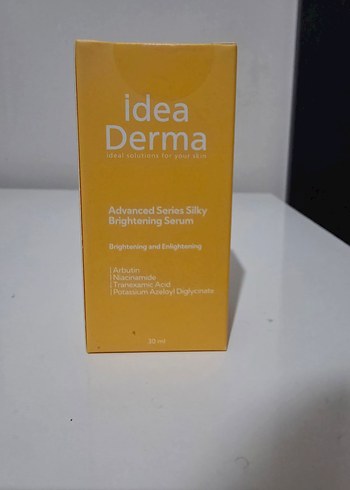 idea
Derma
ideal solutions for your skin
Advanced Series Silky
Brightening Serum
Brightening and Enlightening
Arbutin
Niacinemide
Tranexamic Acid
Potassium Azeloyl Diglycinate
30 ml